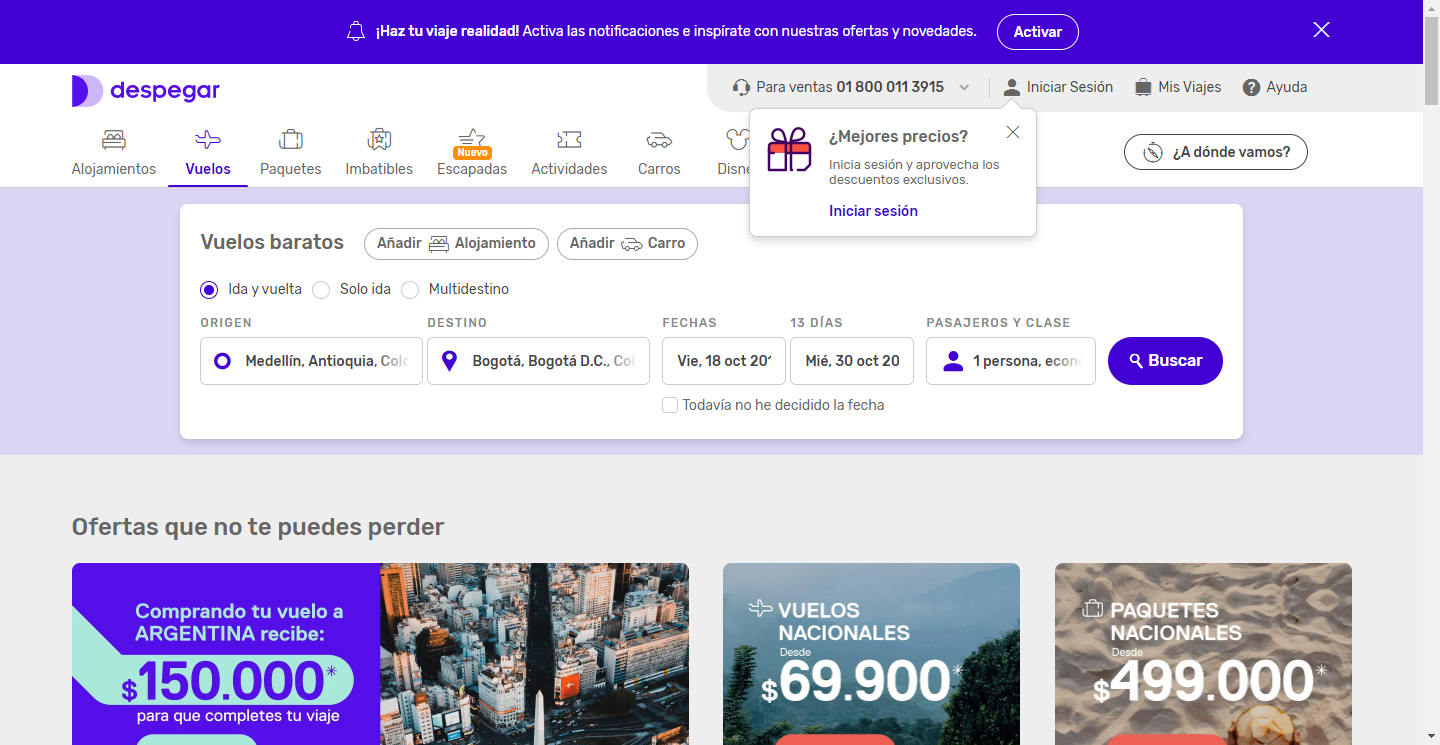 ¡Haz tu viaje realidad! Activa las notificaciones e inspírate con nuestras ofertas y novedades.
Activar
despegar
Para ventas 01 800 011 3915
Iniciar Sesión
Mis Viajes
Ayuda
Alojamientos
Vuelos
Paquetes
Imbatibles
Nuevo
Escapadas
Actividades
Carros
¿A dónde vamos?
¿Mejores precios?
Inicia sesión y aprovecha los
descuentos exclusivos.
Iniciar sesión
Vuelos baratos
Añadir Alojamiento
Añadir Carro
Ida y vuelta
Solo ida
Multidestino
ORIGEN
DESTINO
FECHAS
13 DÍAS
PASAJEROS Y CLASE
Medellín, Antioquia, Col
Bogotá, Bogotá D.C., Col
Vie, 18 oct 201
Mié, 30 oct 20
1 persona, econ
Buscar
Todavía no he decidido la fecha
Ofertas que no te puedes perder
Comprando tu vuelo a
ARGENTINA recibe:
$150.000*
para que completes tu viaje
VUELOS
NACIONALES
Desde
$69.900*
PAQUETES
NACIONALES
Desde
$499.000*